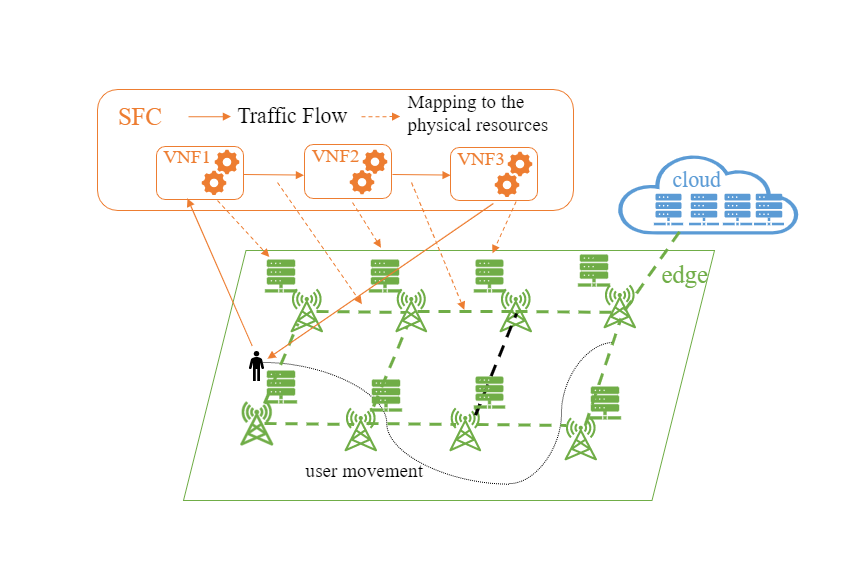 SFC
Traffic Flow
Mapping to the
physical resources
VNF1
VNF2
VNF3
cloud
edge
user movement